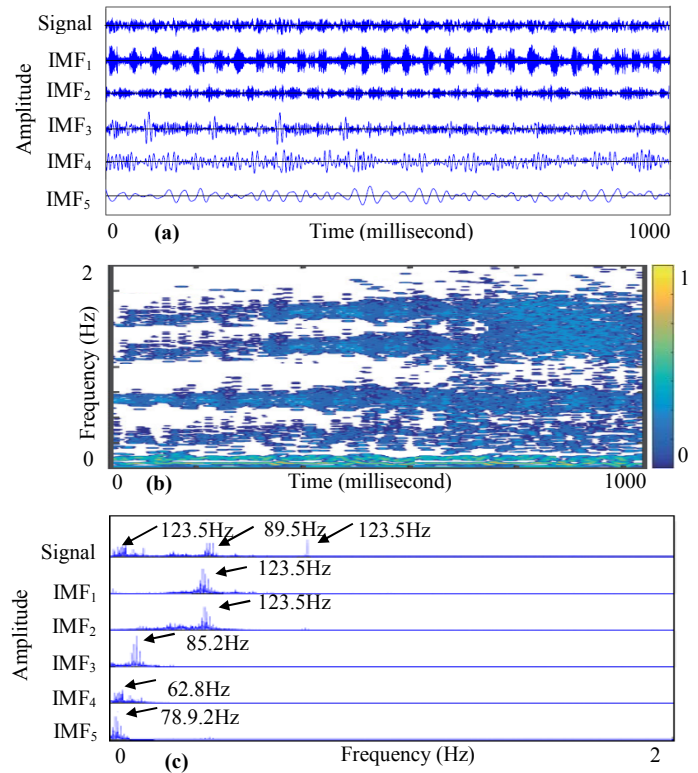 Signal
IMF1
IMF2
IMF3
IMF4
IMF5
Amplitude
0 1000
(a) Time (millisecond)
2
Frequency (Hz)
0
1
0
0 1000
(b) Time (millisecond)
123.5Hz 89.5Hz 123.5Hz
Signal
123.5Hz
IMF1
123.5Hz
IMF2
85.2Hz
IMF3
62.8Hz
IMF4
78.9.2Hz
IMF5
Amplitude
0 Frequency (Hz) 2
(c)